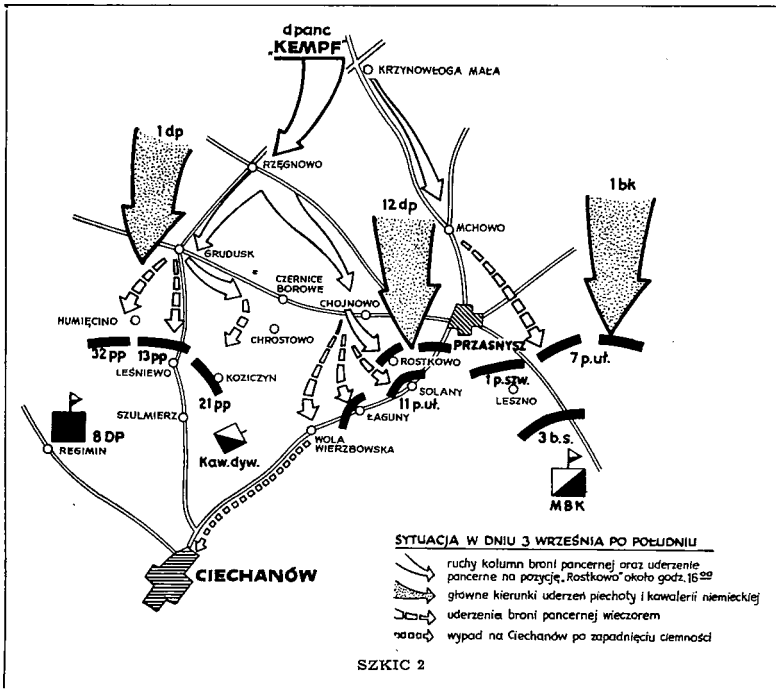 dpanc
"KEMPF"
KRZYNOWŁOGA MAŁA
1 dp
RZĘGNOWO
12 dp
1 bk
MCHOWO
GRUDUSK
CZERNICE
BOROWE
CHOJNOWO
HUMIĘCINO
CHROSTOWO
PRZASNYSZ
32 pp
13 pp
ROSTKOWO
7 p.uł.
LEŚNIEWO
KOZICZYN
SOLANY
1 p.szw.
LESZNO
21 pp
11 p.uł.
SZULMIERZ
ŁAGUNY
8 DP
Kaw.dyw.
WOLA
WIERZBOWSKA
3 b.s.
REGIMIN
MBK
CIECHANÓW
SYTUACJA W DNIU 3 WRZEŚNIA PO POŁUDNIU
ruchy kolumn broni pancernej oraz uderzenie
pancerne na pozycję „Rostkowo" około godz. 16⁰⁰
główne kierunki uderzeń piechoty i kawalerii niemieckiej
uderzenia broni pancernej wieczorem
wypad na Ciechanów po zapadnięciu ciemności
SZKIC 2